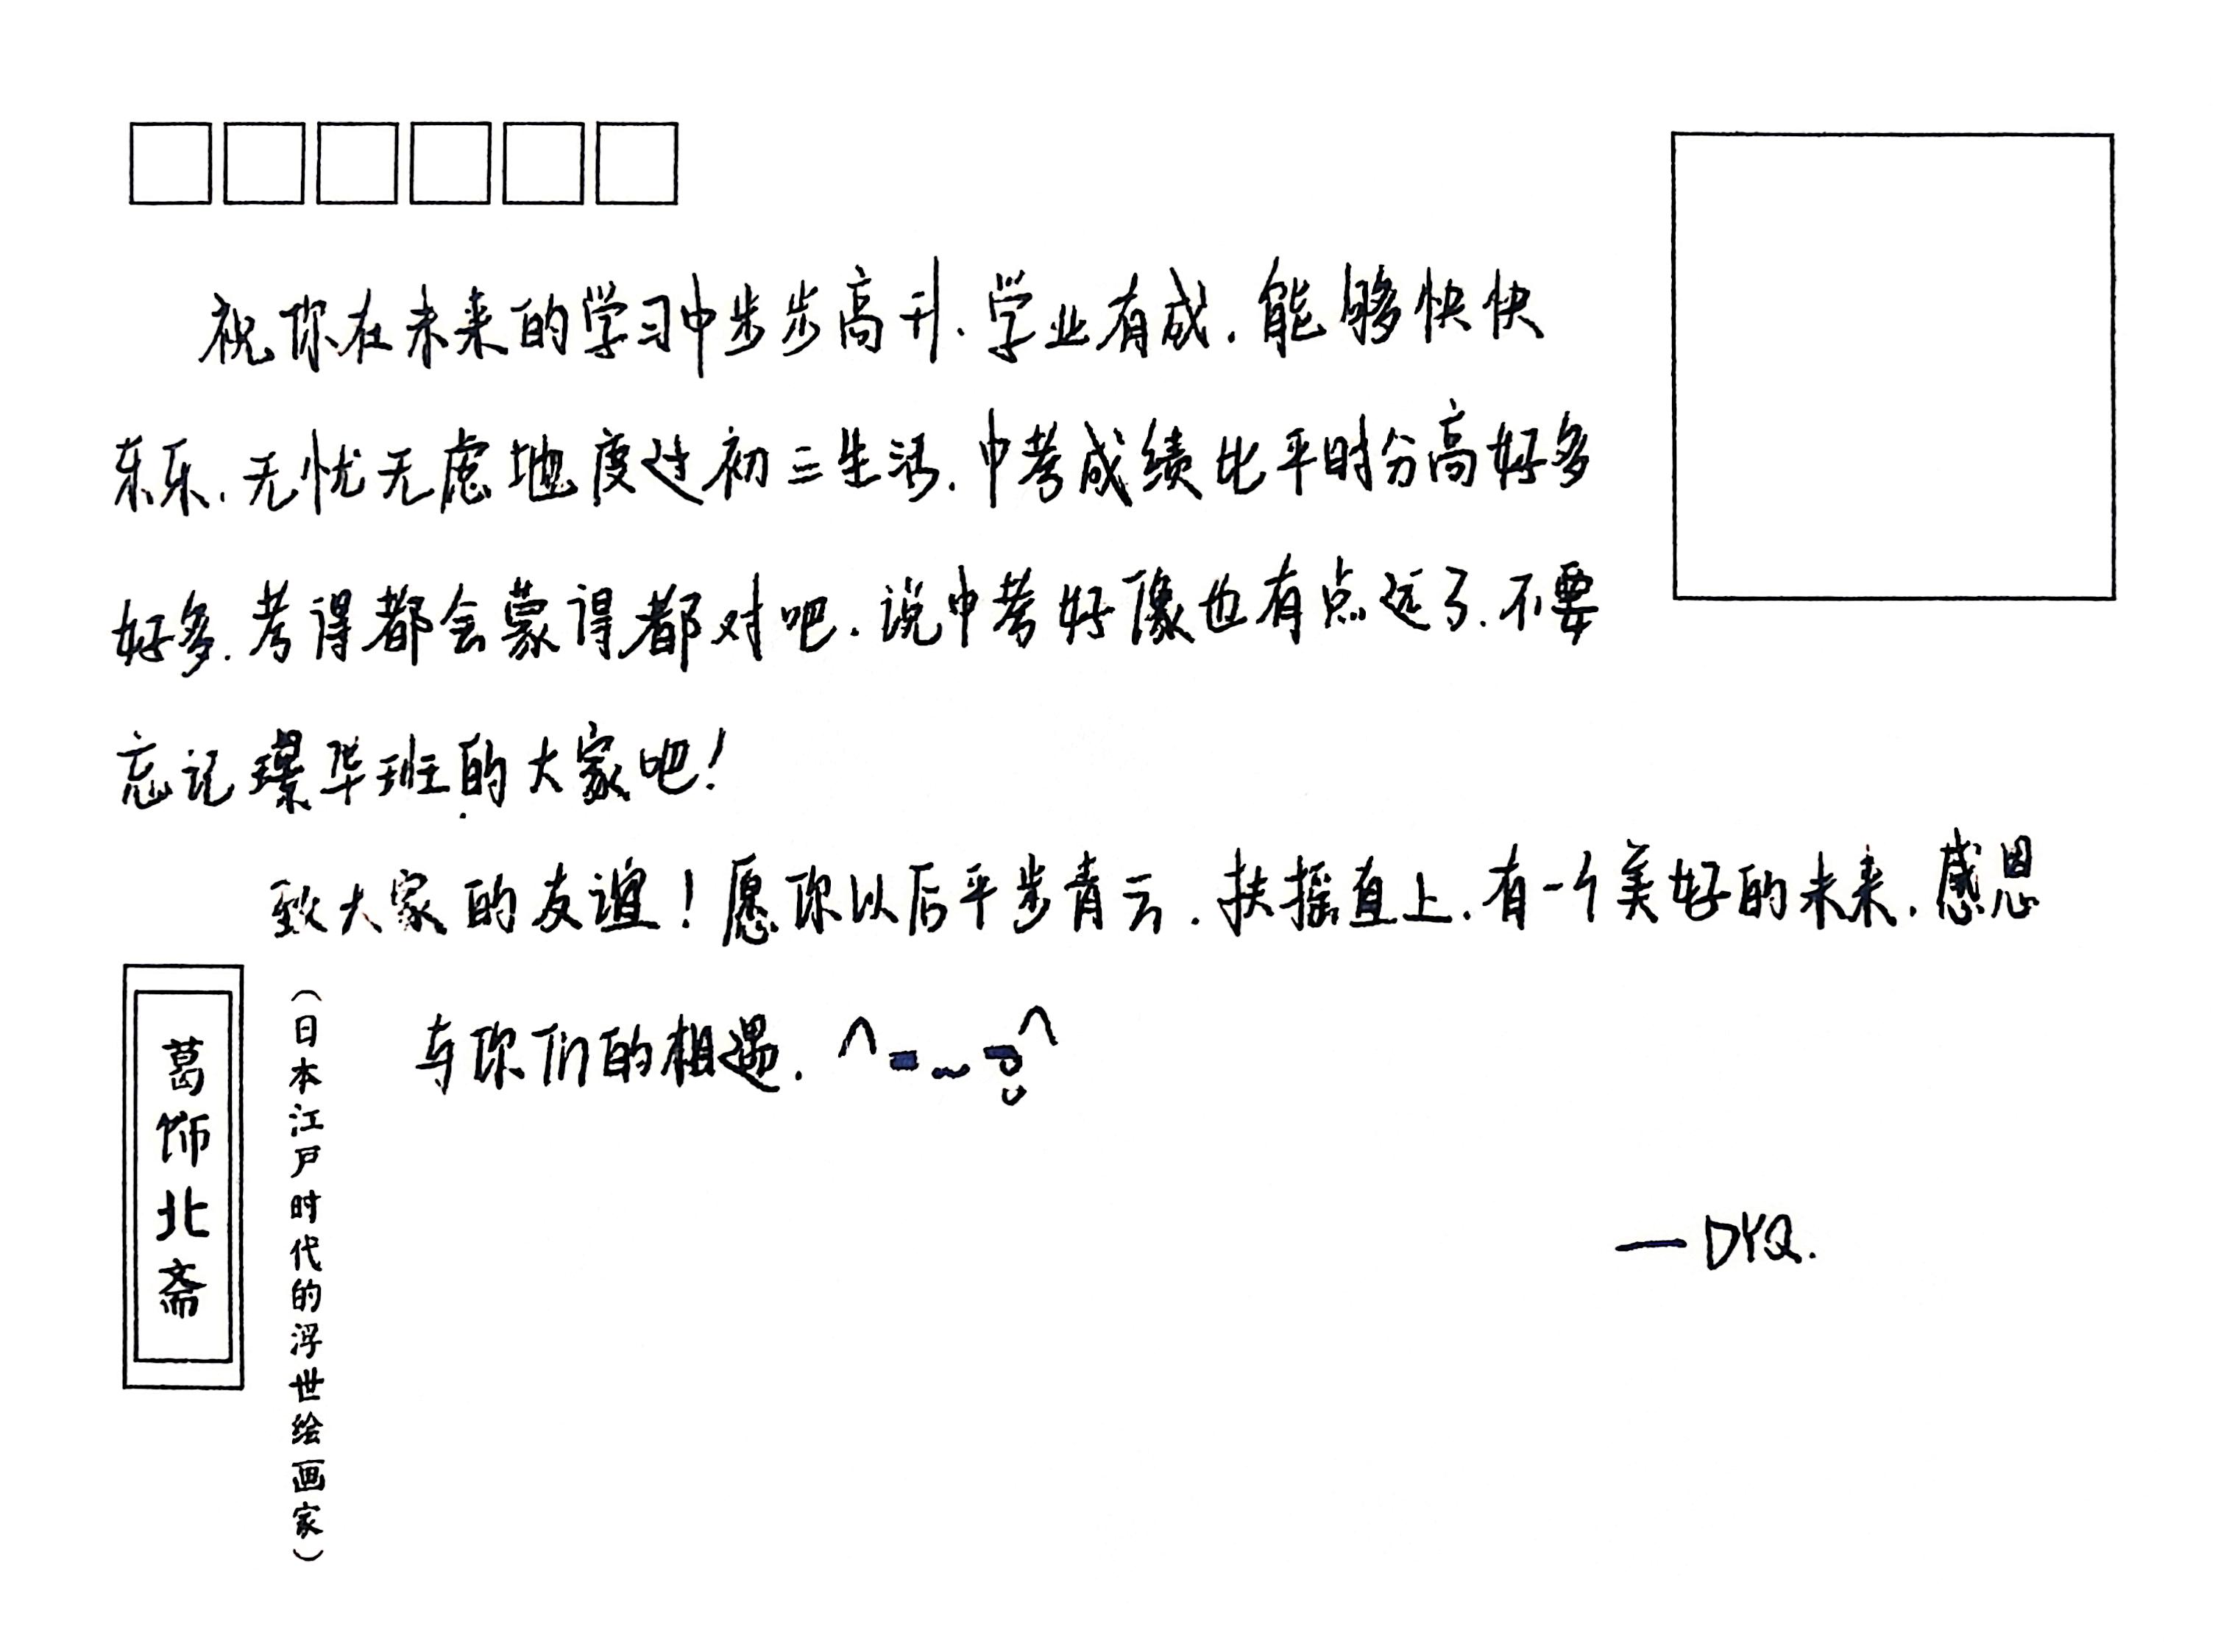 祝你在未来的学习中步步高升、学业有成.能够快快
乐乐、无忧无虑地度过初三生活.中考成绩比平时分高好多
好多.考得都会蒙得都对吧.说中考好像也有点远了.不要
忘记璟华班的大家吧!
致大家的友谊!愿你以后平步青云.扶摇直上.有一个美好的未来.感恩
与你们的相遇.
—DYQ.
葛饰北斋
(日本江户时代的浮世绘画家)